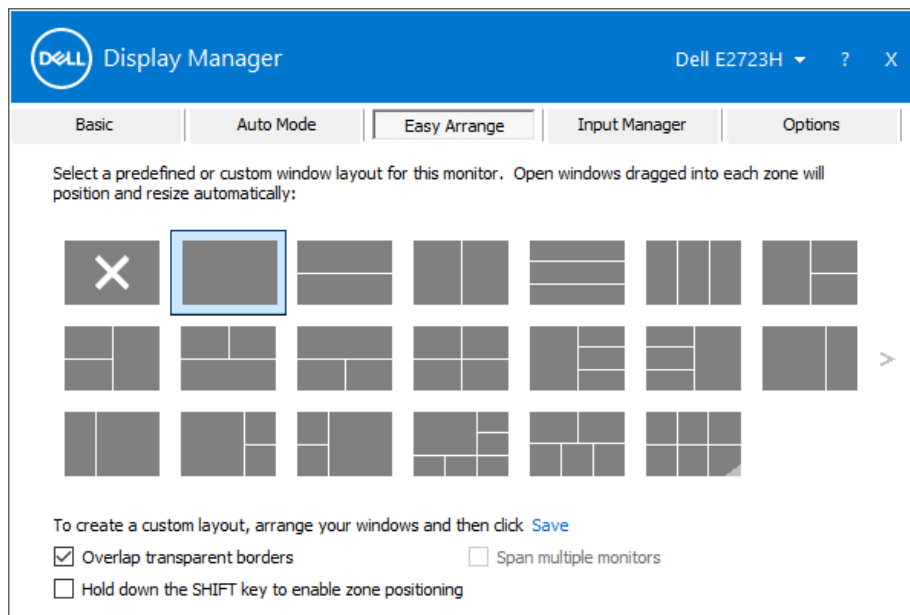 DELL Display Manager Dell E2723H ? X
Basic Auto Mode Easy Arrange Input Manager Options
Select a predefined or custom window layout for this monitor.  Open windows dragged into each zone will
position and resize automatically:
>
To create a custom layout, arrange your windows and then click Save
Overlap transparent borders Span multiple monitors
Hold down the SHIFT key to enable zone positioning